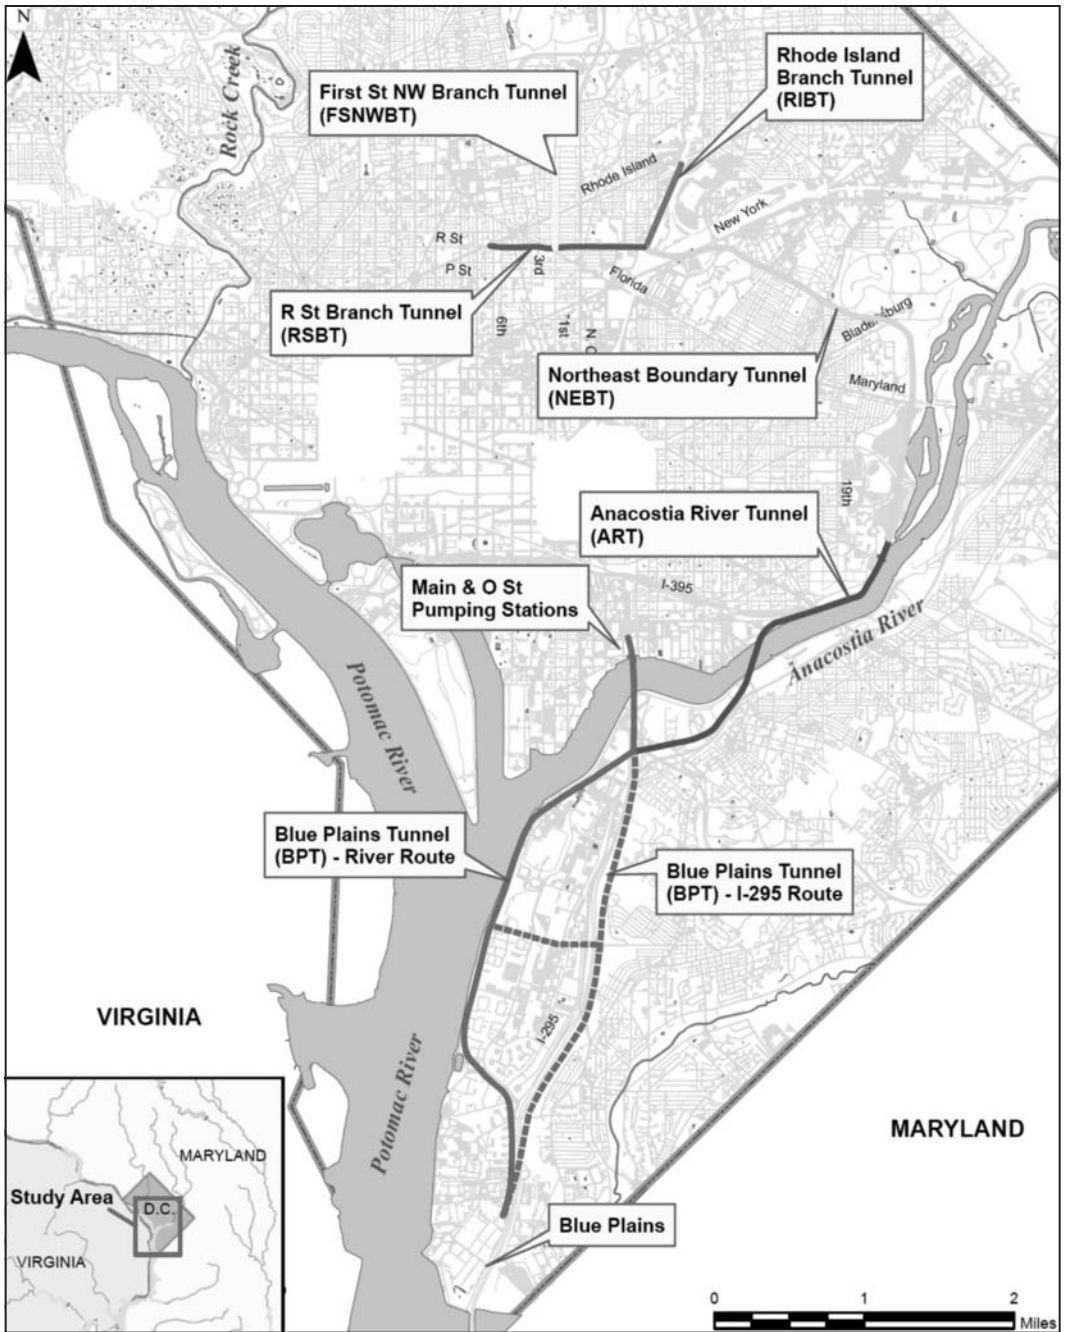 N
Rock Creek
First St NW Branch Tunnel
(FSNWBT)
Rhode Island
Branch Tunnel
(RIBT)
Rhode Island
New York
R St
P St
3rd
Florida
R St Branch Tunnel
(RSBT)
6th
1st
Bladensburg
Northeast Boundary Tunnel
(NEBT)
Maryland
19th
Anacostia River Tunnel
(ART)
Main & O St
Pumping Stations
I-395
Anacostia River
Potomac River
Blue Plains Tunnel
(BPT) - River Route
Blue Plains Tunnel
(BPT) - I-295 Route
VIRGINIA
I-295
Potomac River
MARYLAND
MARYLAND
Study Area
D.C.
VIRGINIA
Blue Plains
0 1 2
Miles